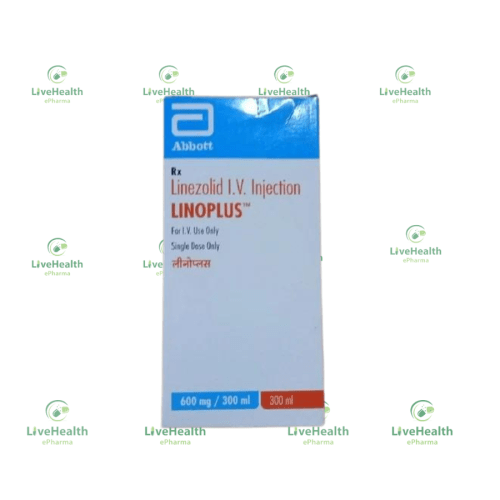 LiveHealth
ePharma
LiveHealth
ePharma
LiveHealth
ePharma
LiveHealth
ePharma
Abbott
Rx
Linezolid I.V. Injection
LINOPLUS™
For I.V. Use Only
Single Dose Only
लीनोप्लस
LiveHealth
ePharma
LiveHealth
ePharma
LiveHealth
ePharma
600 mg / 300 ml
300 ml
LiveHealth
ePharma
LiveHealth
ePharma
LiveHealth
ePharma
LiveHealth
ePharma